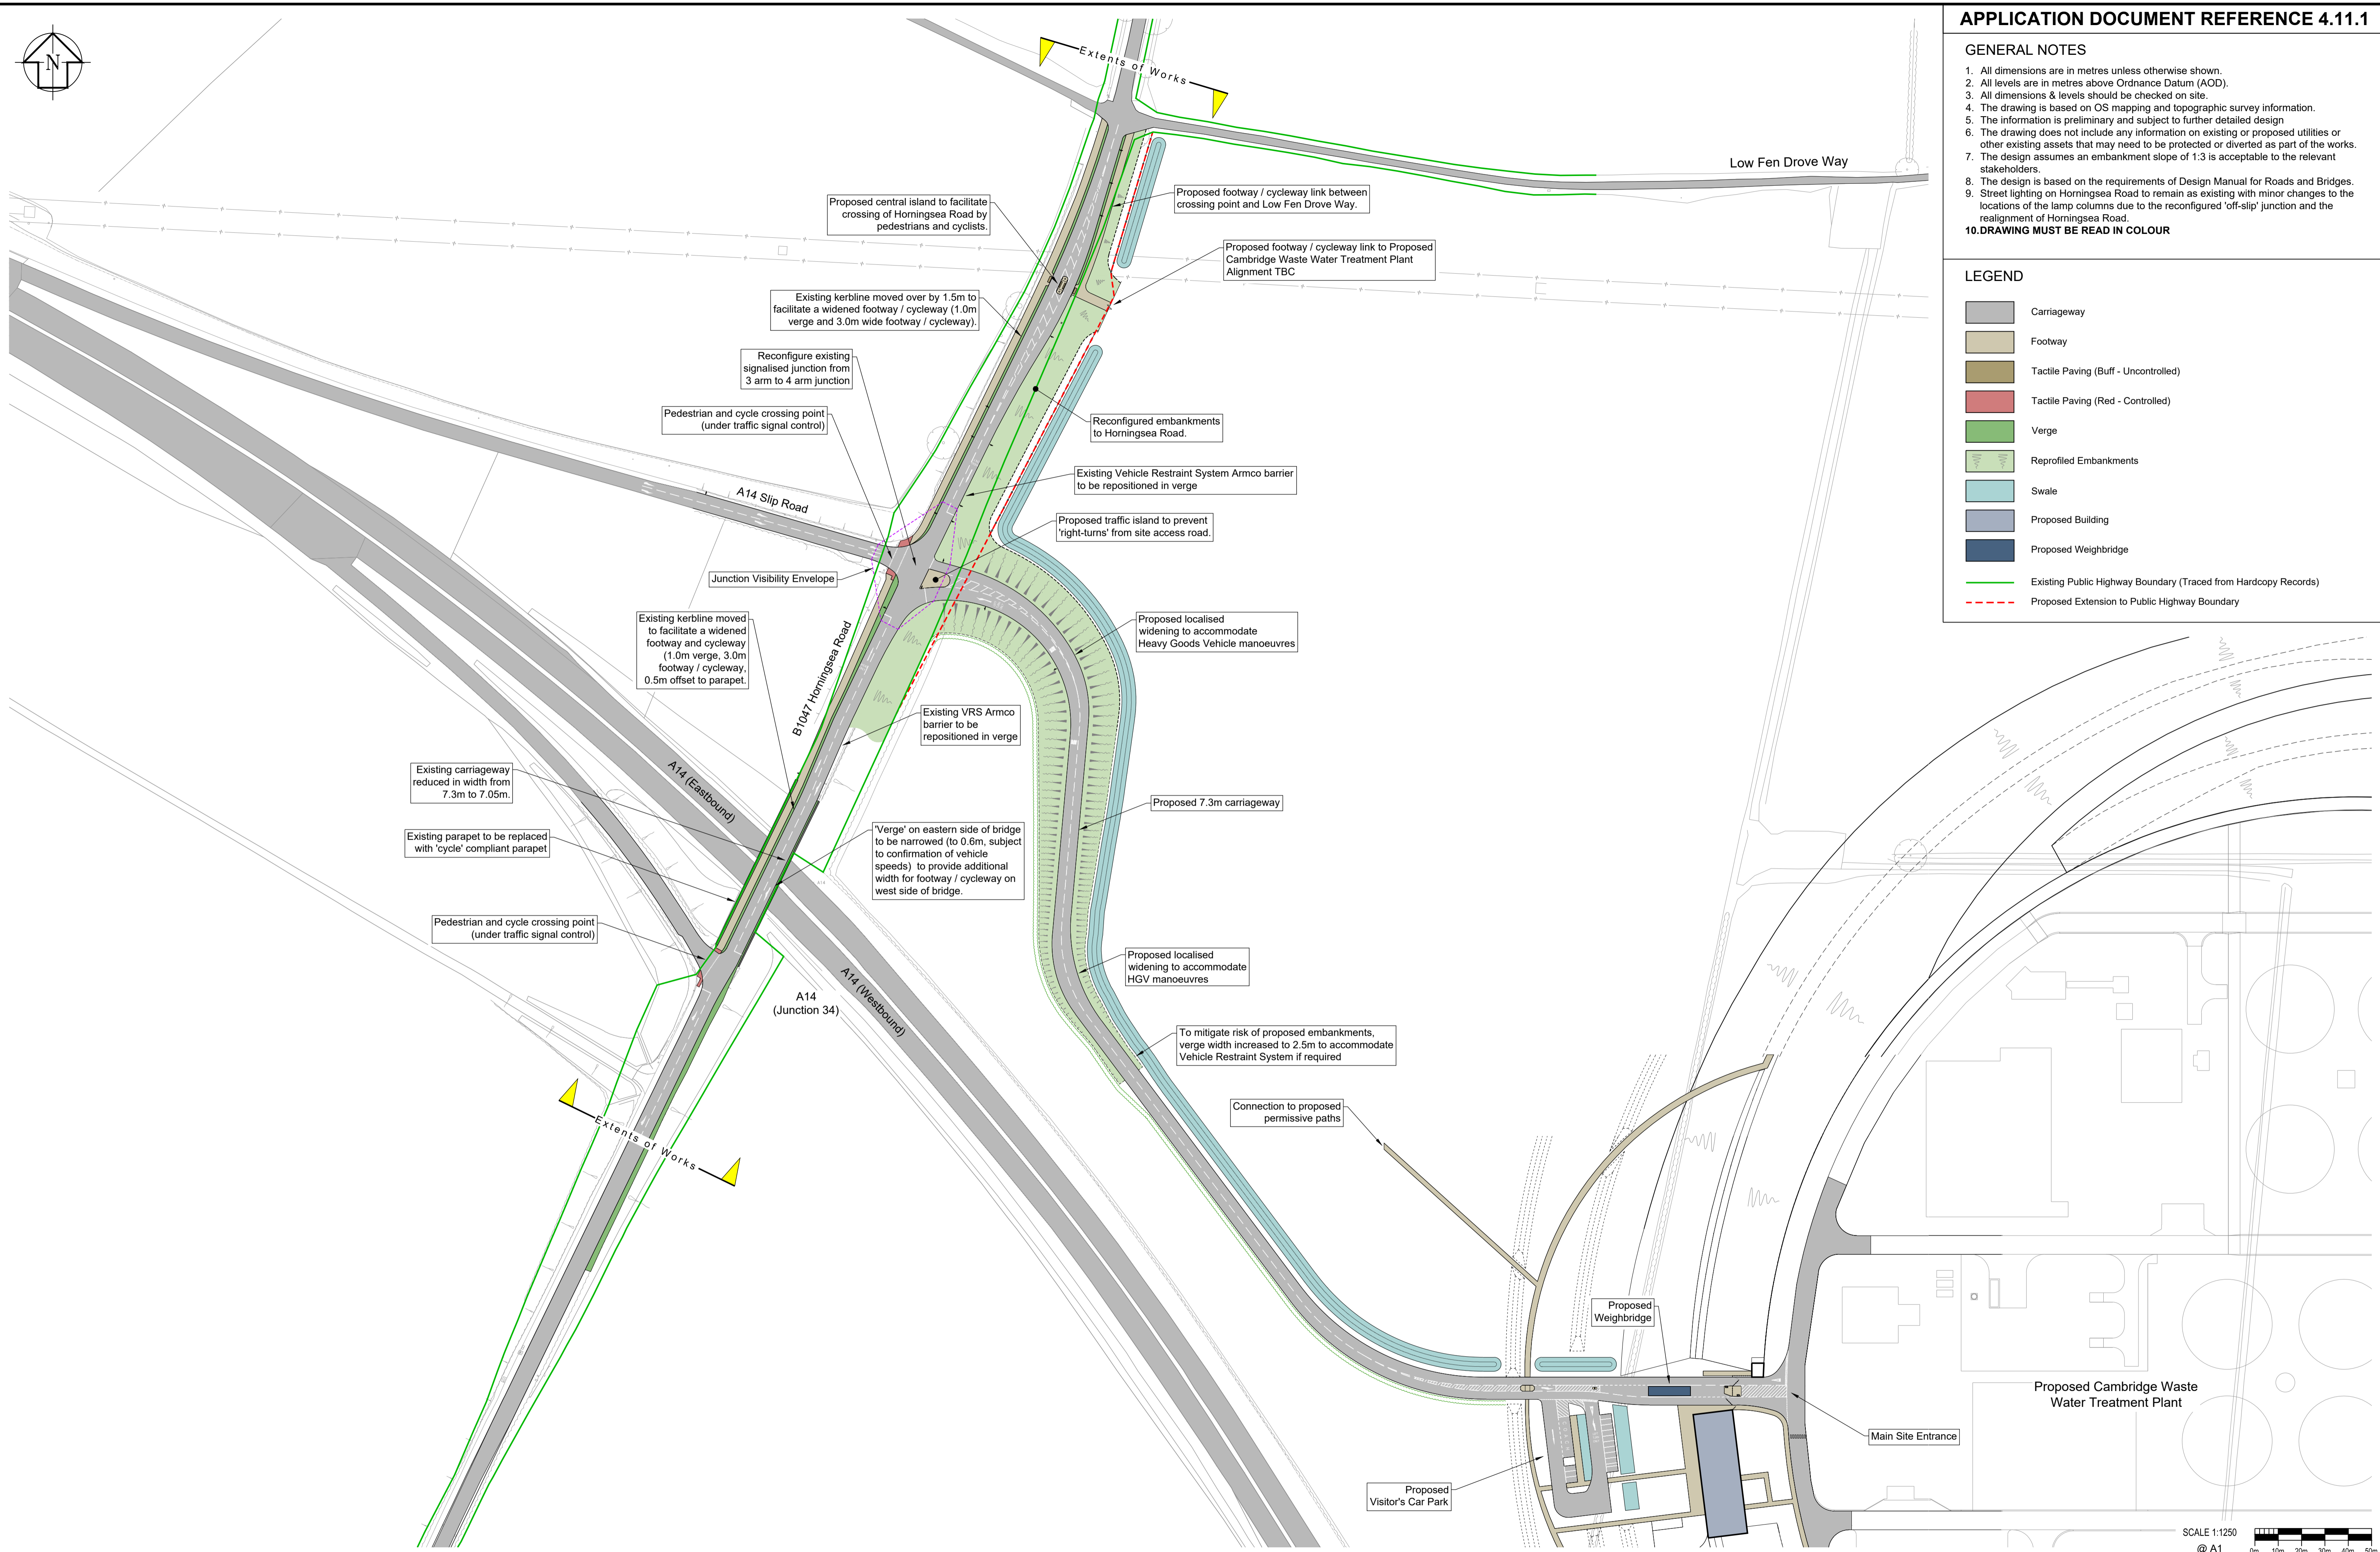 APPLICATION DOCUMENT REFERENCE 4.11.1
GENERAL NOTES
1. All dimensions are in metres unless otherwise shown.
2. All levels are in metres above Ordnance Datum (AOD).
3. All dimensions & levels should be checked on site.
4. The drawing is based on OS mapping and topographic survey information.
5. The information is preliminary and subject to further detailed design
6. The drawing does not include any information on existing or proposed utilities or
other existing assets that may need to be protected or diverted as part of the works.
7. The design assumes an embankment slope of 1:3 is acceptable to the relevant
stakeholders.
8. The design is based on the requirements of Design Manual for Roads and Bridges.
9. Street lighting on Horningsea Road to remain as existing with minor changes to the
locations of the lamp columns due to the reconfigured 'off-slip' junction and the
realignment of Horningsea Road.
10.DRAWING MUST BE READ IN COLOUR
LEGEND
Carriageway
Footway
Tactile Paving (Buff - Uncontrolled)
Tactile Paving (Red - Controlled)
Verge
Reprofiled Embankments
Swale
Proposed Building
Proposed Weighbridge
Existing Public Highway Boundary (Traced from Hardcopy Records)
Proposed Extension to Public Highway Boundary
N
Extents of Works
Low Fen Drove Way
Proposed central island to facilitate
crossing of Horningsea Road by
pedestrians and cyclists.
Proposed footway / cycleway link between
crossing point and Low Fen Drove Way.
Proposed footway / cycleway link to Proposed
Cambridge Waste Water Treatment Plant
Alignment TBC
Existing kerbline moved over by 1.5m to
facilitate a widened footway / cycleway (1.0m
verge and 3.0m wide footway / cycleway).
Reconfigure existing
signalised junction from
3 arm to 4 arm junction
Pedestrian and cycle crossing point
(under traffic signal control)
Reconfigured embankments
to Horningsea Road.
Existing Vehicle Restraint System Armco barrier
to be repositioned in verge
A14 Slip Road
Proposed traffic island to prevent
'right-turns' from site access road.
Junction Visibility Envelope
Existing kerbline moved
to facilitate a widened
footway and cycleway
(1.0m verge, 3.0m
footway / cycleway,
0.5m offset to parapet.
B1047 Horningsea Road
Proposed localised
widening to accommodate
Heavy Goods Vehicle manoeuvres
Existing VRS Armco
barrier to be
repositioned in verge
Existing carriageway
reduced in width from
7.3m to 7.05m.
A14 (Eastbound)
Proposed 7.3m carriageway
Existing parapet to be replaced
with 'cycle' compliant parapet
'Verge' on eastern side of bridge
to be narrowed (to 0.6m, subject
to confirmation of vehicle
speeds) to provide additional
width for footway / cycleway on
west side of bridge.
A14
Pedestrian and cycle crossing point
(under traffic signal control)
A14
(Junction 34)
A14 (Westbound)
Proposed localised
widening to accommodate
HGV manoeuvres
To mitigate risk of proposed embankments,
verge width increased to 2.5m to accommodate
Vehicle Restraint System if required
Extents of Works
Connection to proposed
permissive paths
Proposed
Weighbridge
Proposed Cambridge Waste
Water Treatment Plant
Main Site Entrance
Proposed
Visitor's Car Park
SCALE 1:1250
@ A1
0m 10m 20m 30m 40m 50m